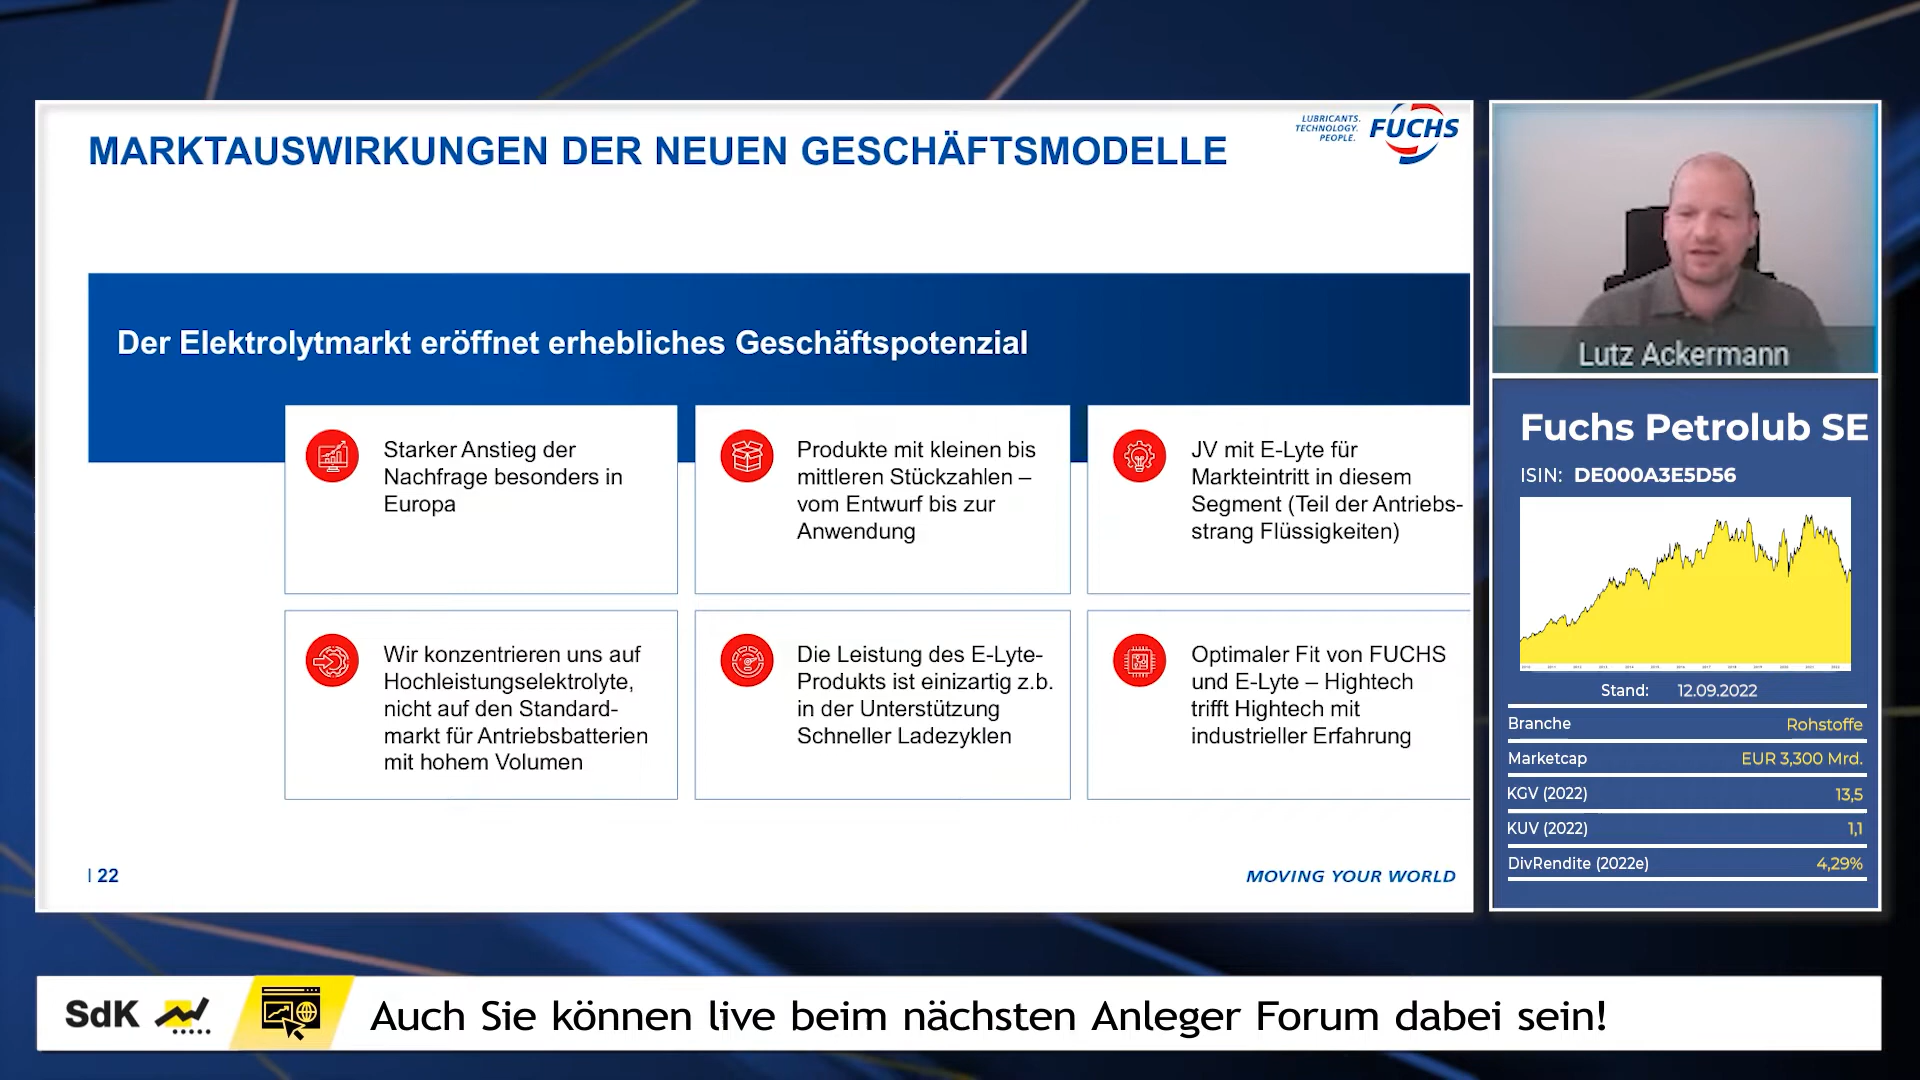 MARKTAUSWIRKUNGEN DER NEUEN GESCHÄFTSMODELLE
LUBRICANTS.
TECHNOLOGY.
PEOPLE.
FUCHS
Der Elektrolytmarkt eröffnet erhebliches Geschäftspotenzial
Starker Anstieg der
Nachfrage besonders in
Europa
Produkte mit kleinen bis
mittleren Stückzahlen –
vom Entwurf bis zur
Anwendung
JV mit E-Lyte für
Markteintritt in diesem
Segment (Teil der Antriebs-
strang Flüssigkeiten)
Wir konzentrieren uns auf
Hochleistungselektrolyte,
nicht auf den Standard-
markt für Antriebsbatterien
mit hohem Volumen
Die Leistung des E-Lyte-
Produkts ist einizartig z.b.
in der Unterstützung
Schneller Ladezyklen
Optimaler Fit von FUCHS
und E-Lyte – Hightech
trifft Hightech mit
industrieller Erfahrung
| 22
MOVING YOUR WORLD
Lutz Ackermann
Fuchs Petrolub SE
ISIN: DE000A3E5D56
Stand: 12.09.2022
Branche Rohstoffe
Marketcap EUR 3,300 Mrd.
KGV (2022) 13,5
KUV (2022) 1,1
DivRendite (2022e) 4,29%
SdK
Auch Sie können live beim nächsten Anleger Forum dabei sein!